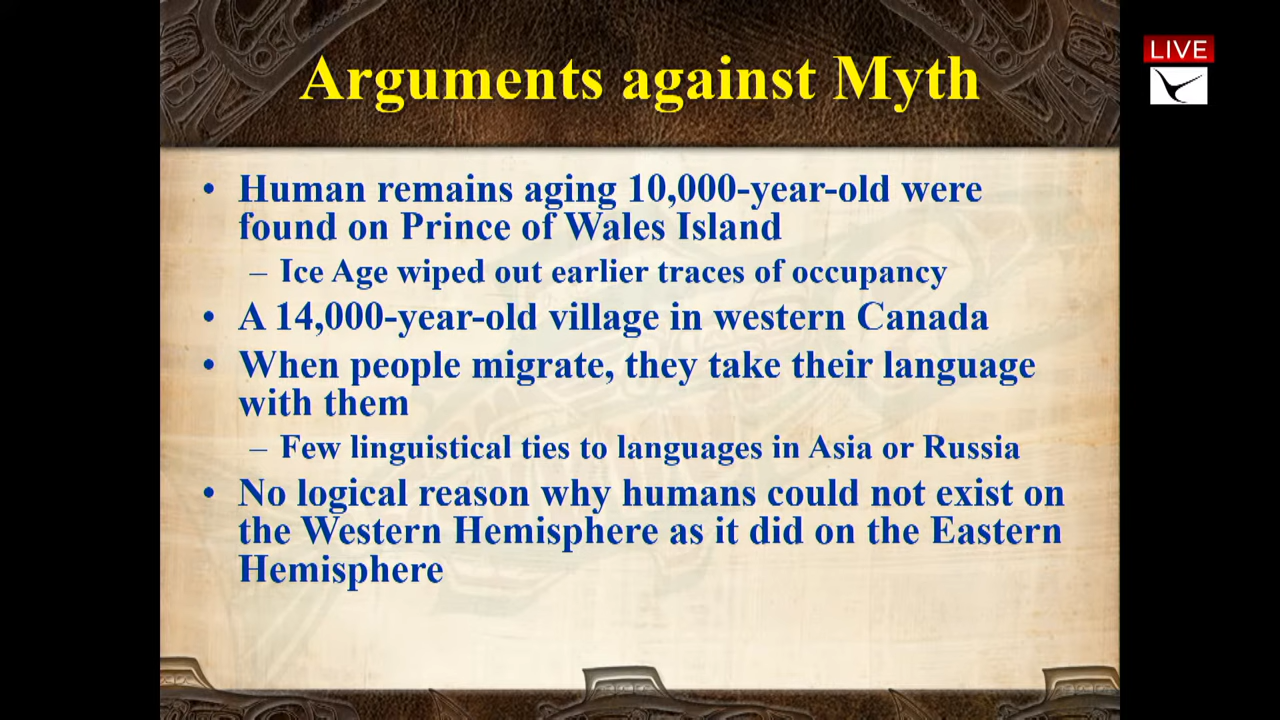 Arguments against Myth
LIVE
• Human remains aging 10,000-year-old were
found on Prince of Wales Island
– Ice Age wiped out earlier traces of occupancy
• A 14,000-year-old village in western Canada
• When people migrate, they take their language
with them
– Few linguistical ties to languages in Asia or Russia
• No logical reason why humans could not exist on
the Western Hemisphere as it did on the Eastern
Hemisphere